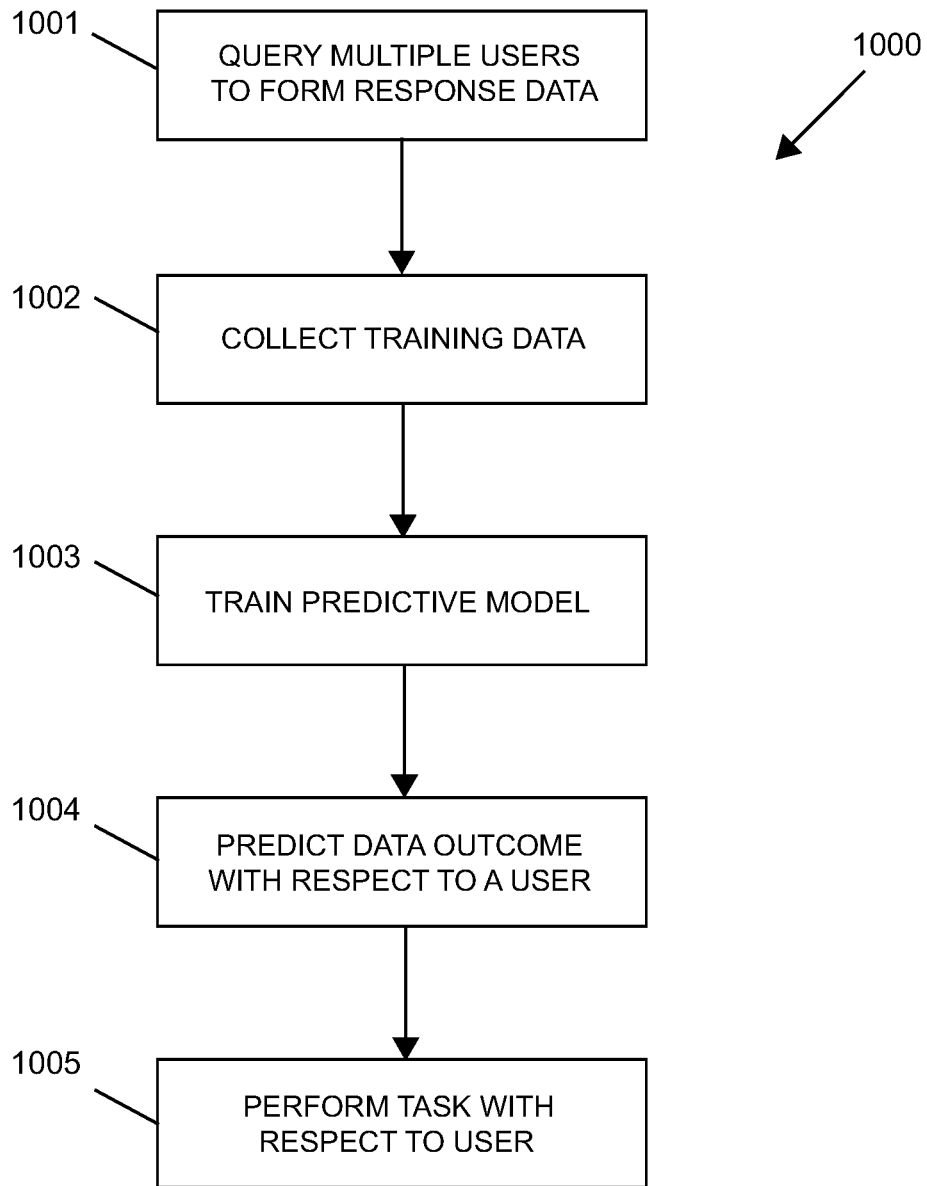 1001
QUERY MULTIPLE USERS
TO FORM RESPONSE DATA
1000
1002
COLLECT TRAINING DATA
1003
TRAIN PREDICTIVE MODEL
1004
PREDICT DATA OUTCOME
WITH RESPECT TO A USER
1005
PERFORM TASK WITH
RESPECT TO USER